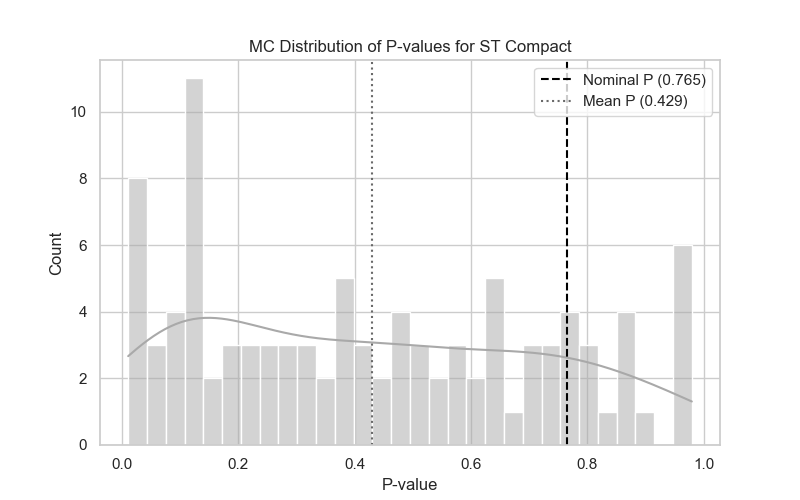 MC Distribution of P-values for ST Compact
Nominal P (0.765)
Mean P (0.429)
Count
10
8
6
4
2
0
0.0 0.2 0.4 0.6 0.8 1.0
P-value